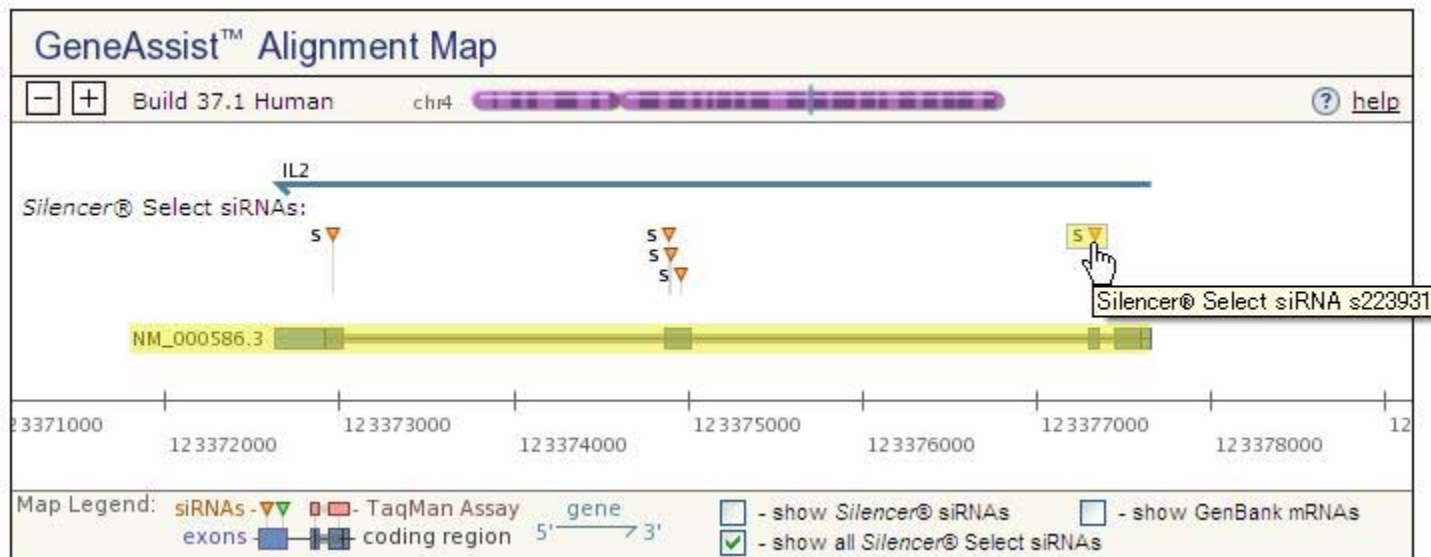 GeneAssist™ Alignment Map
− + Build 37.1 Human chr4 ? help
IL2
Silencer® Select siRNAs:
S S S
S
S
Silencer® Select siRNA s223931
NM_000586.3
23371000 123373000 123375000 123377000 12
123372000 123374000 123376000 123378000
Map Legend: siRNAs - - TaqMan Assay gene - show Silencer® siRNAs - show GenBank mRNAs
exons - - coding region 5' 3' - show all Silencer® Select siRNAs